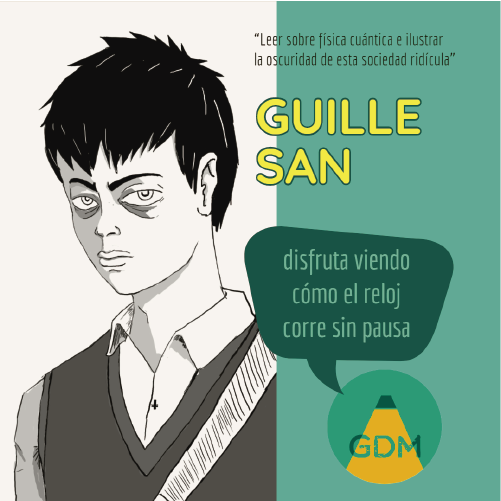 “Leer sobre física cuántica e ilustrar
la oscuridad de esta sociedad ridícula”
GUILLE
SAN
disfruta viendo
cómo el reloj
corre sin pausa
GDM